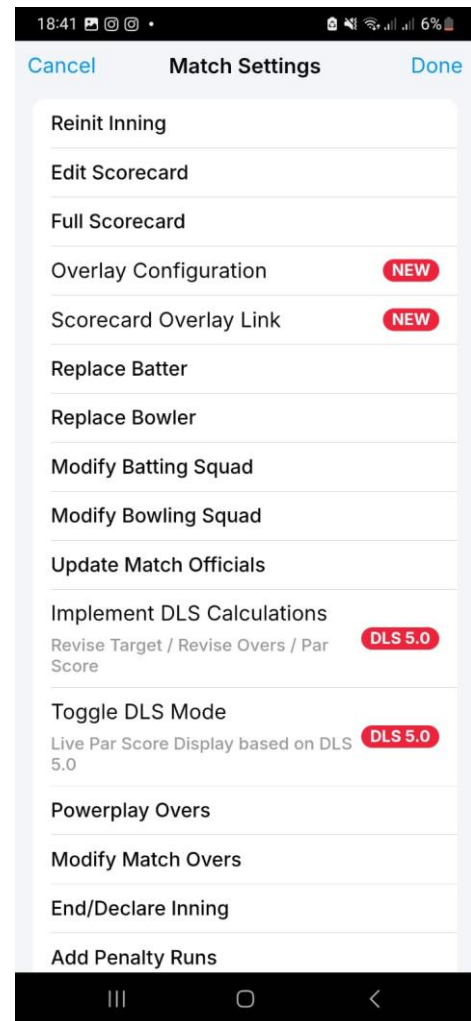 18:41 6%
Cancel Match Settings Done
Reinit Inning
Edit Scorecard
Full Scorecard
Overlay Configuration NEW
Scorecard Overlay Link NEW
Replace Batter
Replace Bowler
Modify Batting Squad
Modify Bowling Squad
Update Match Officials
Implement DLS Calculations
Revise Target / Revise Overs / Par DLS 5.0
Score
Toggle DLS Mode
Live Par Score Display based on DLS DLS 5.0
5.0
Powerplay Overs
Modify Match Overs
End/Declare Inning
Add Penalty Runs